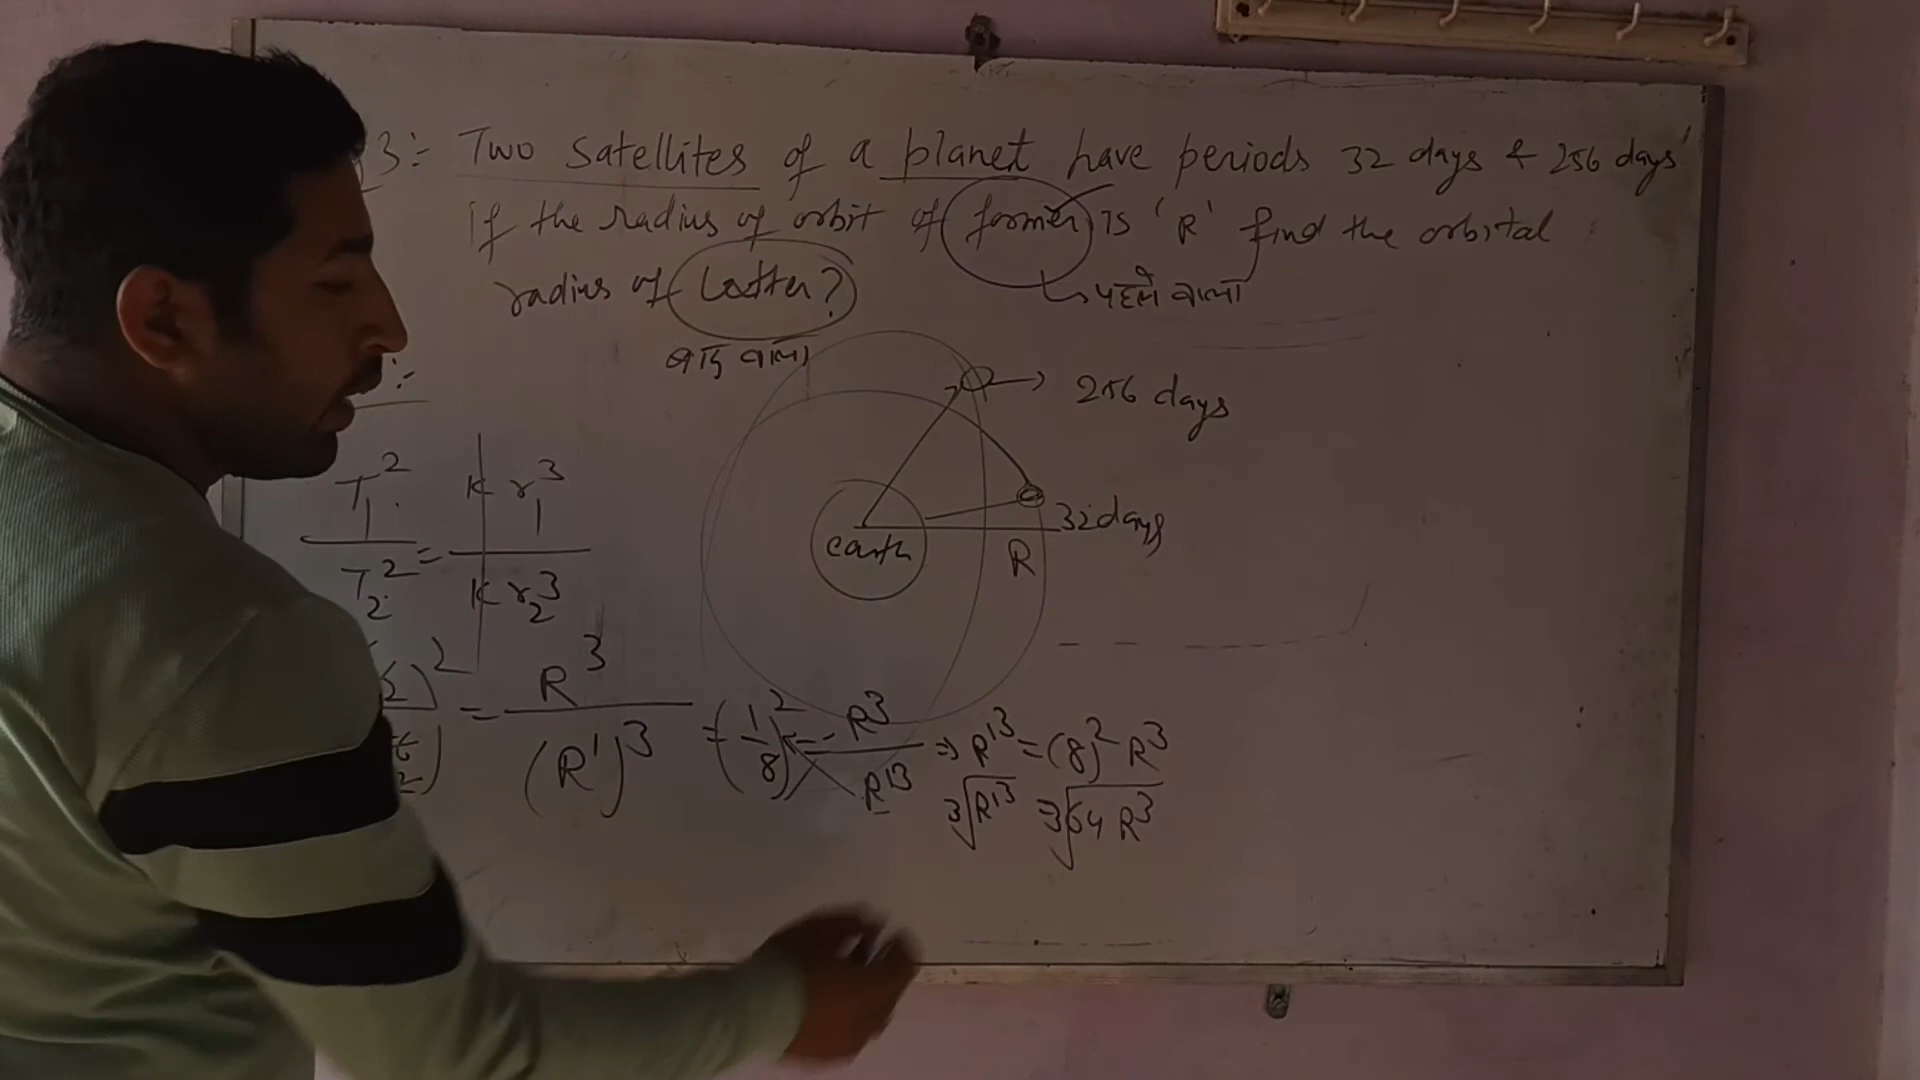 3:- Two satellites of a planet have periods 32 days & 256 days'
if the radius of orbit of former is 'R' find the orbital
radius of latter?
पहले वाला
बाद वाला
256 days
32 days
earth
R
T₁² / T₂² = K r₁³ / K r₂³
= R³ / (R')³ = (1/8)² = R³ / R'³ ⇒ R'³ = (8)² R³
∛R'³ = ∛64 R³